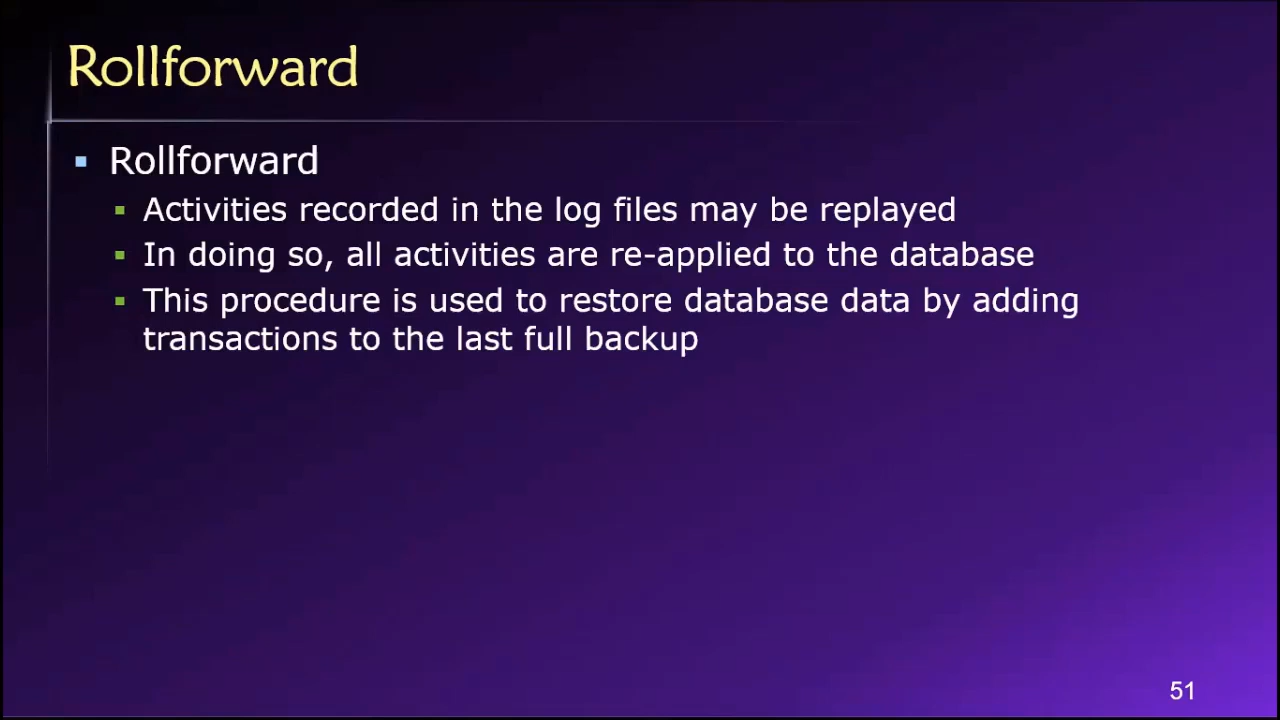 Rollforward
Rollforward
Activities recorded in the log files may be replayed
In doing so, all activities are re-applied to the database
This procedure is used to restore database data by adding
transactions to the last full backup
51